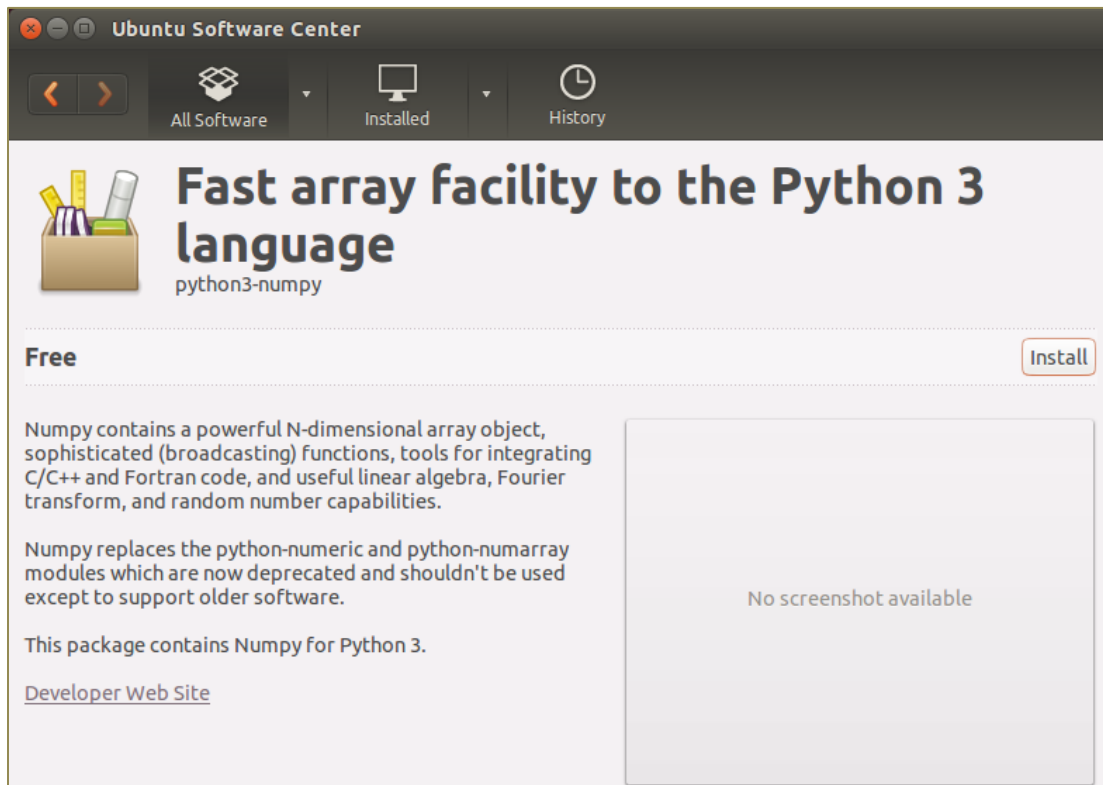 Ubuntu Software Center
All Software
Installed
History
Fast array facility to the Python 3
language
python3-numpy
Free
Install
Numpy contains a powerful N-dimensional array object,
sophisticated (broadcasting) functions, tools for integrating
C/C++ and Fortran code, and useful linear algebra, Fourier
transform, and random number capabilities.
Numpy replaces the python-numeric and python-numarray
modules which are now deprecated and shouldn't be used
except to support older software.
This package contains Numpy for Python 3.
Developer Web Site
No screenshot available